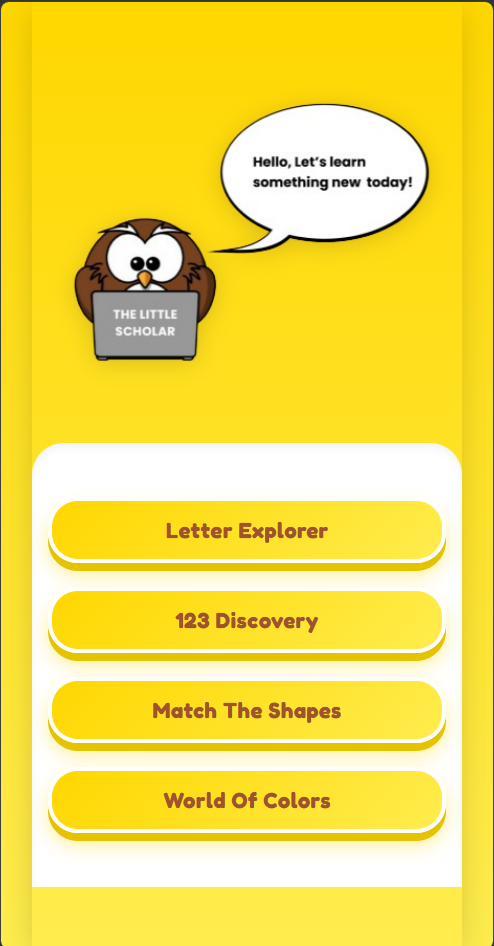 Hello, Let's learn
something new today!
THE LITTLE
SCHOLAR
Letter Explorer
123 Discovery
Match The Shapes
World Of Colors